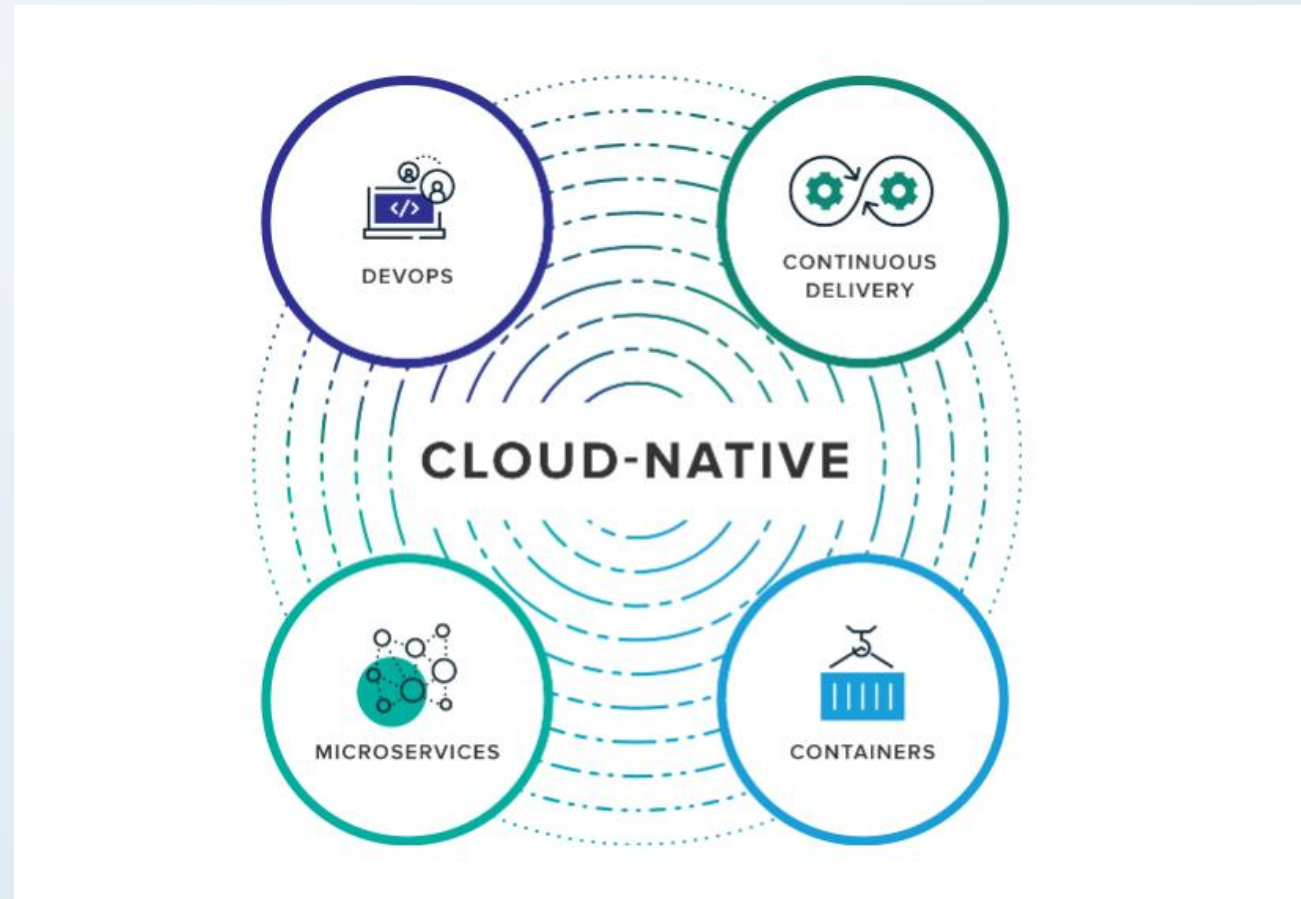 </>
DEVOPS
CONTINUOUS
DELIVERY
CLOUD-NATIVE
MICROSERVICES
CONTAINERS